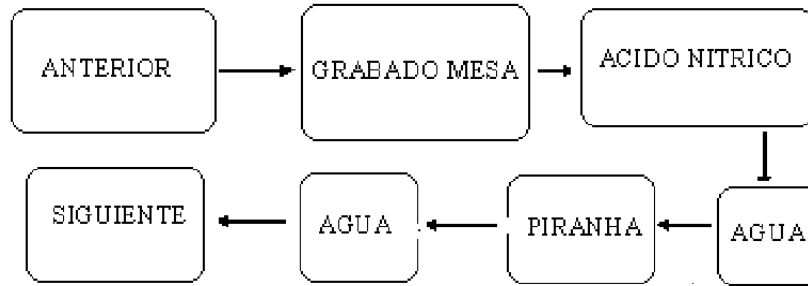 ANTERIOR
GRABADO MESA
ACIDO NITRICO
AGUA
PIRANHA
AGUA
SIGUIENTE